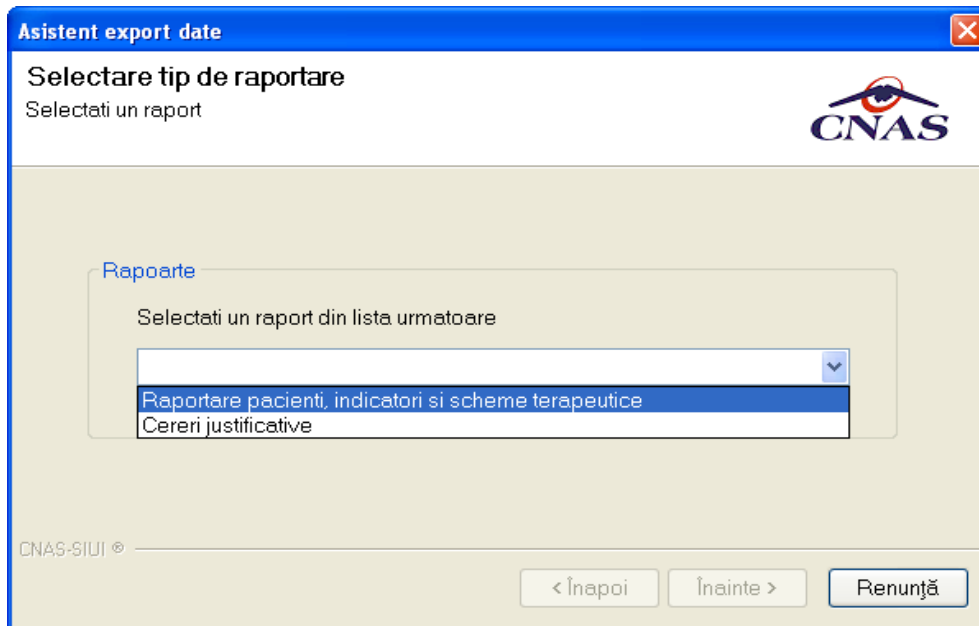 Asistent export date
Selectare tip de raportare
Selectati un raport
CNAS
Rapoarte
Selectati un raport din lista urmatoare
Raportare pacienti, indicatori si scheme terapeutice
Cereri justificative
CNAS-SIUI ®
< Înapoi
Înainte >
Renunţă